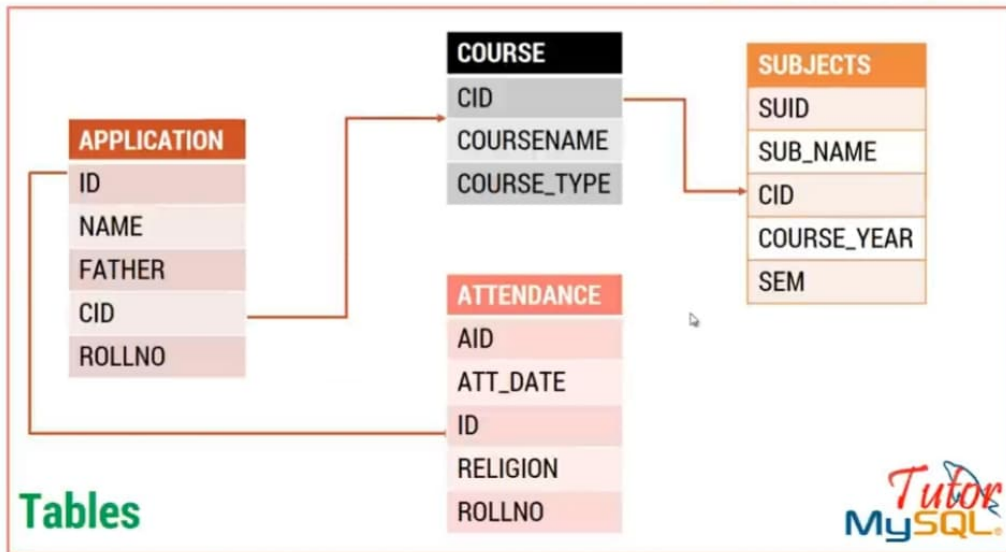 APPLICATION
ID
NAME
FATHER
CID
ROLLNO
COURSE
CID
COURSENAME
COURSE_TYPE
SUBJECTS
SUID
SUB_NAME
CID
COURSE_YEAR
SEM
ATTENDANCE
AID
ATT_DATE
ID
RELIGION
ROLLNO
Tables
Tutor
MySQL